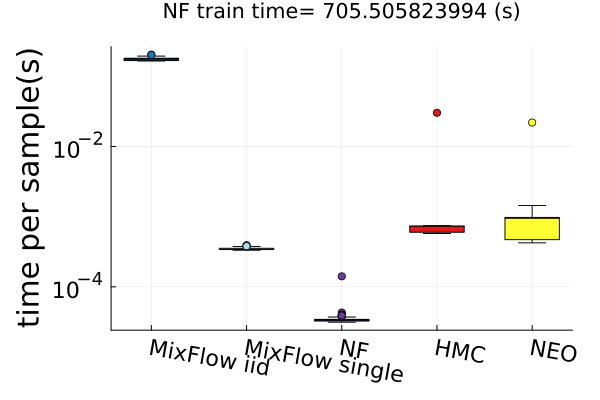 NF train time= 705.505823994 (s)
time per sample(s)
10^−2
10^−4
MixFlow iid
MixFlow single
NF
HMC
NEO